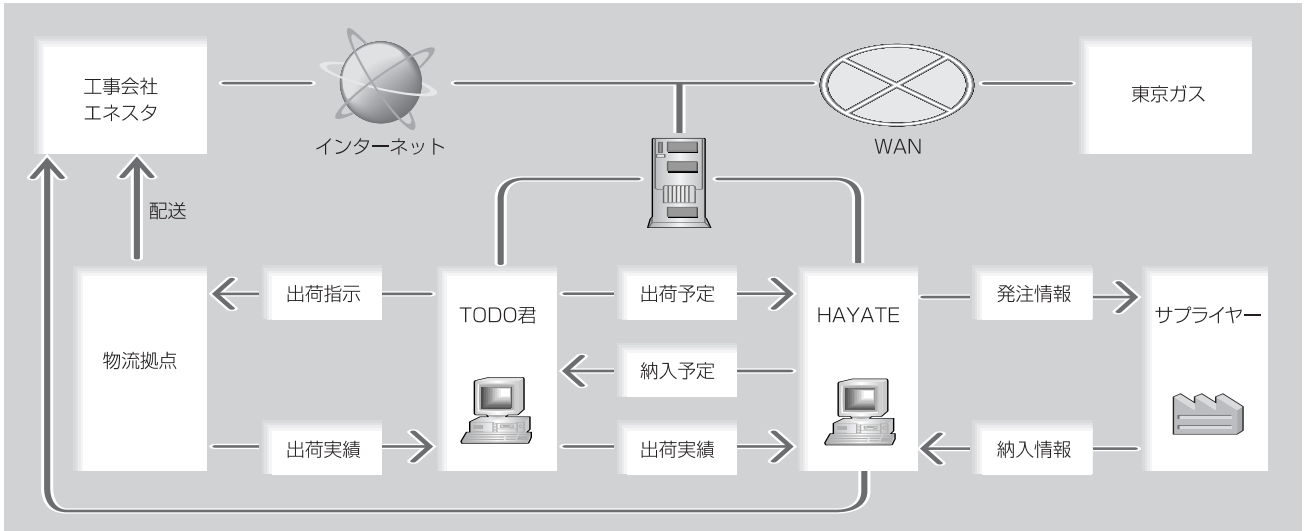 工事会社
エネスタ
インターネット
WAN
東京ガス
配送
物流拠点
出荷指示
出荷実績
TODO君
出荷予定
納入予定
出荷実績
HAYATE
発注情報
納入情報
サプライヤー